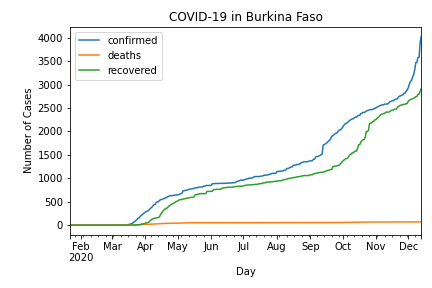 COVID-19 in Burkina Faso
confirmed
deaths
recovered
Number of Cases
4000
3500
3000
2500
2000
1500
1000
500
0
Feb Mar Apr May Jun Jul Aug Sep Oct Nov Dec
2020
Day